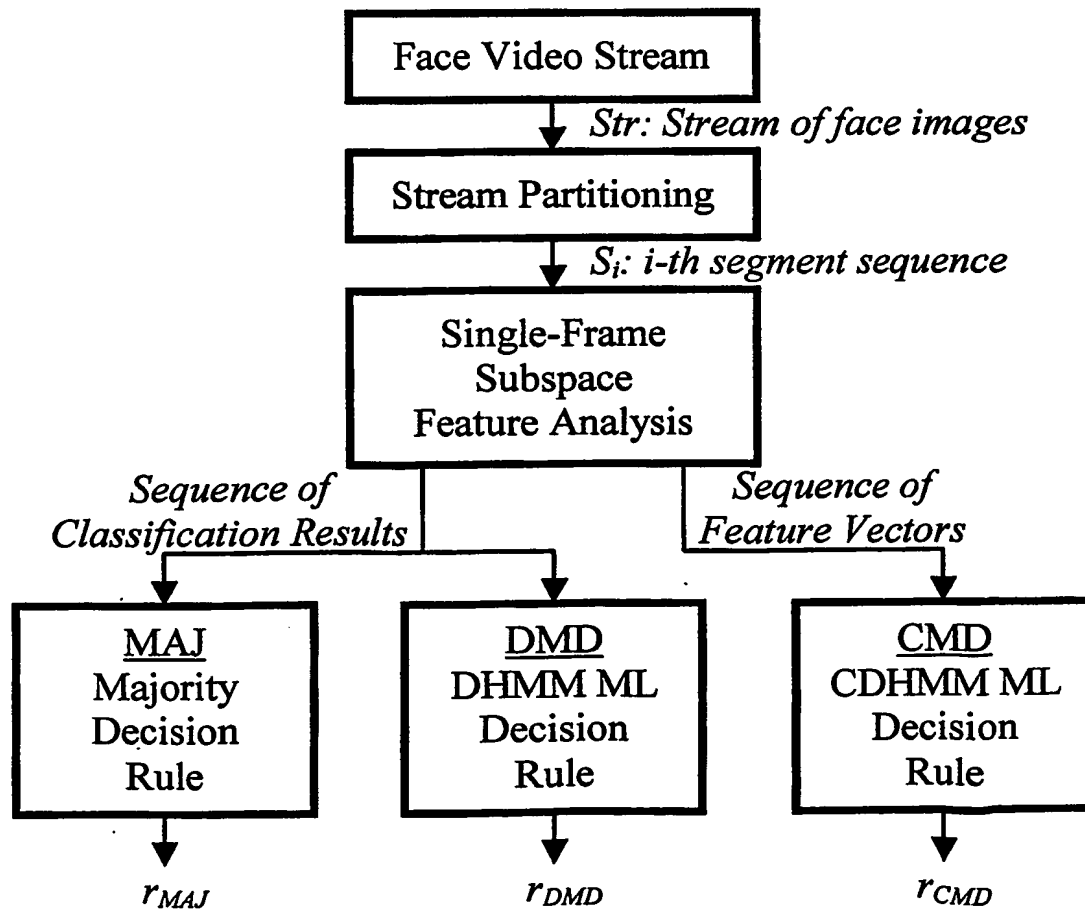 Face Video Stream
Str: Stream of face images
Stream Partitioning
Si: i-th segment sequence
Single-Frame
Subspace
Feature Analysis
Sequence of
Classification Results
Sequence of
Feature Vectors
MAJ
Majority
Decision
Rule
DMD
DHMM ML
Decision
Rule
CMD
CDHMM ML
Decision
Rule
rMAJ
rDMD
rCMD